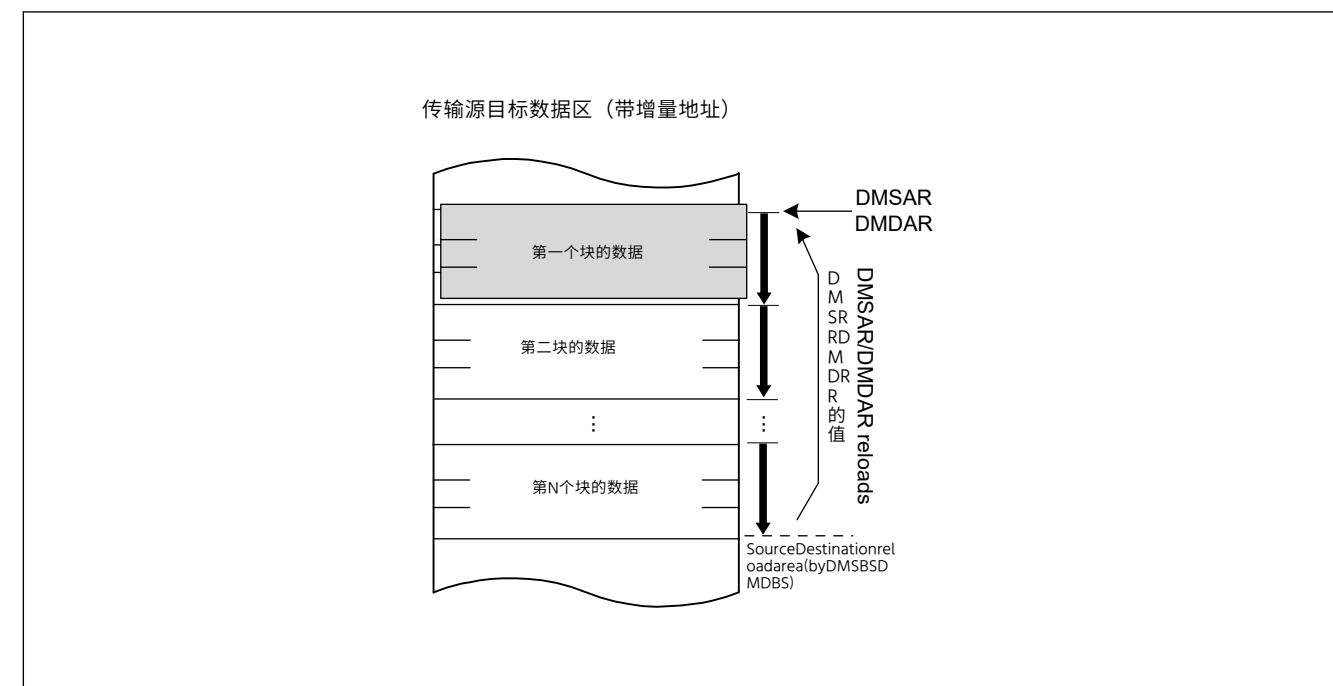 传输源目标数据区（带增量地址）
DMSAR
DMDAR
第一个块的数据
D
M
SR
RD
M
DR
R
的
值
DMSAR/DMDAR reloads
第二块的数据
⋮
⋮
第N个块的数据
SourceDestinationrel
oadarea(byDMSBSD
MDBS)